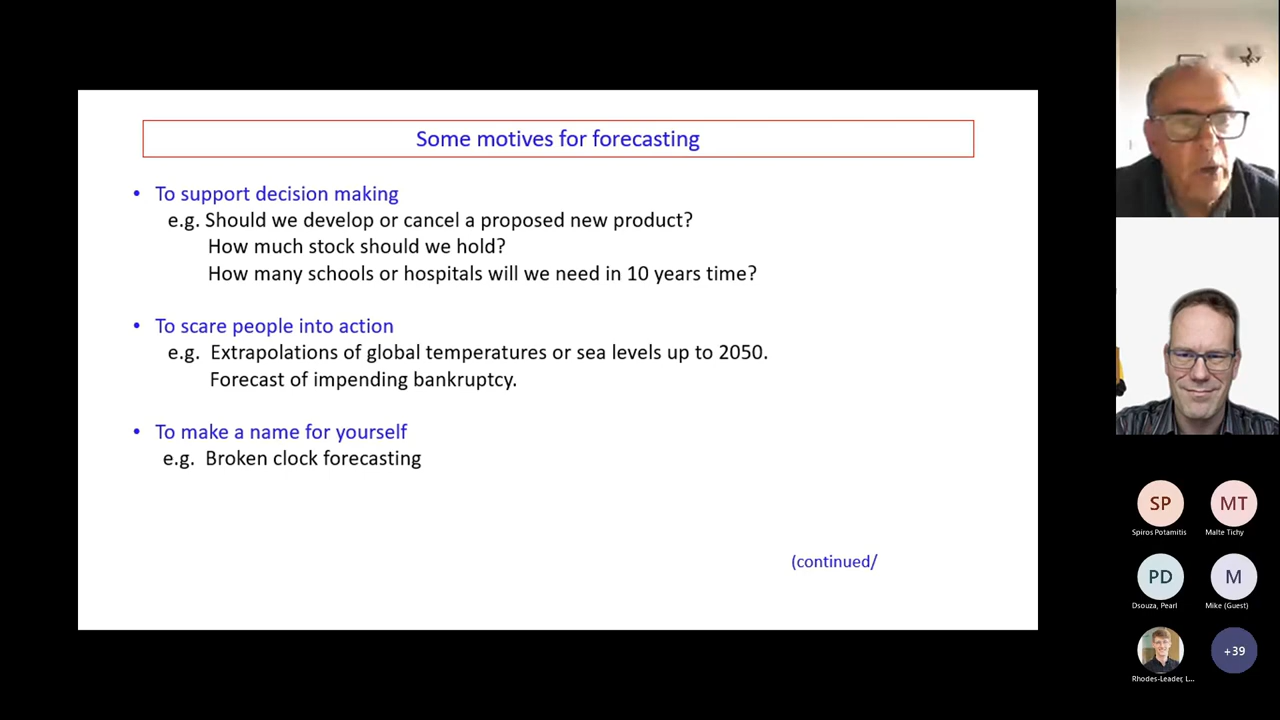 Some motives for forecasting
• To support decision making
e.g. Should we develop or cancel a proposed new product?
How much stock should we hold?
How many schools or hospitals will we need in 10 years time?
• To scare people into action
e.g. Extrapolations of global temperatures or sea levels up to 2050.
Forecast of impending bankruptcy.
• To make a name for yourself
e.g. Broken clock forecasting
(continued/
SP
MT
Spiros Potamitis
Malte Tichy
PD
M
Dsouza, Pearl
Mike (Guest)
+39
Rhodes-Leader, L...